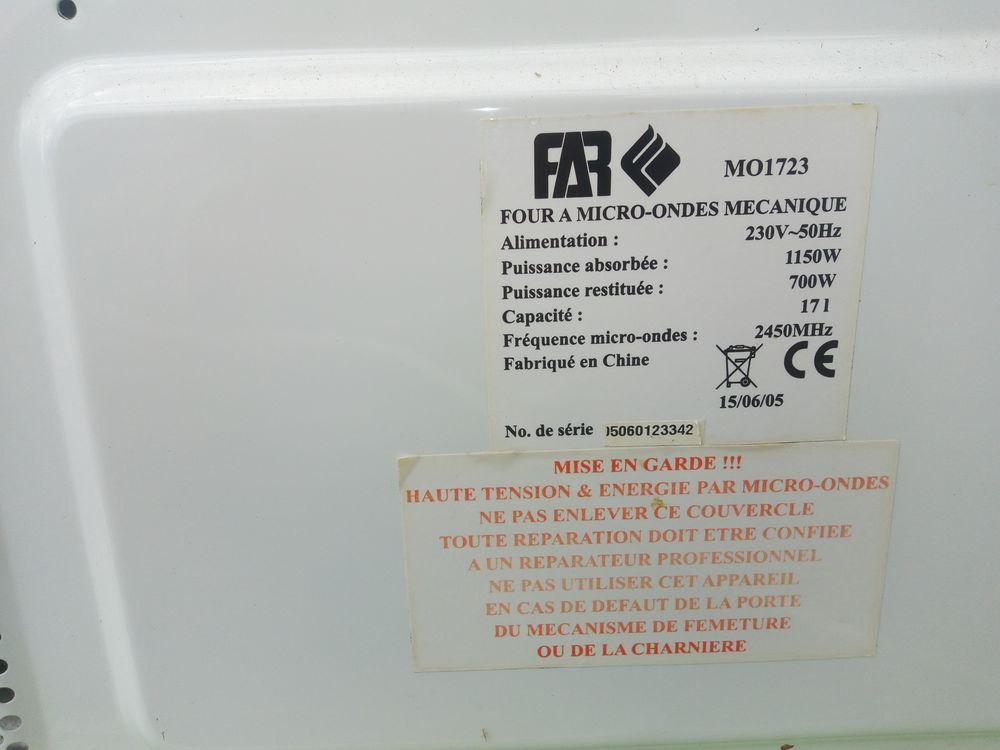 FAR MO1723
FOUR A MICRO-ONDES MECANIQUE
Alimentation : 230V~50Hz
Puissance absorbée : 1150W
Puissance restituée : 700W
Capacité : 17 l
Fréquence micro-ondes : 2450MHz
Fabriqué en Chine CE
15/06/05
No. de série 05060123342
MISE EN GARDE !!!
HAUTE TENSION & ENERGIE PAR MICRO-ONDES
NE PAS ENLEVER CE COUVERCLE
TOUTE REPARATION DOIT ETRE CONFIEE
A UN REPARATEUR PROFESSIONNEL
NE PAS UTILISER CET APPAREIL
EN CAS DE DEFAUT DE LA PORTE
DU MECANISME DE FEMETURE
OU DE LA CHARNIERE